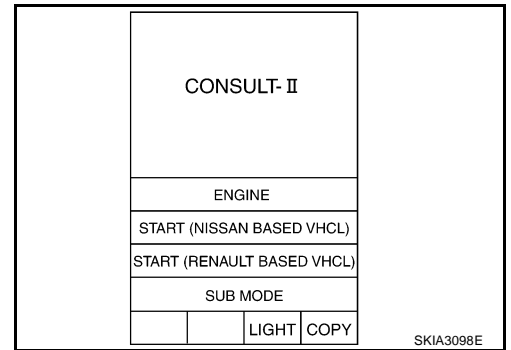 CONSULT-Ⅱ
ENGINE
START (NISSAN BASED VHCL)
START (RENAULT BASED VHCL)
SUB MODE
LIGHT COPY
SKIA3098E